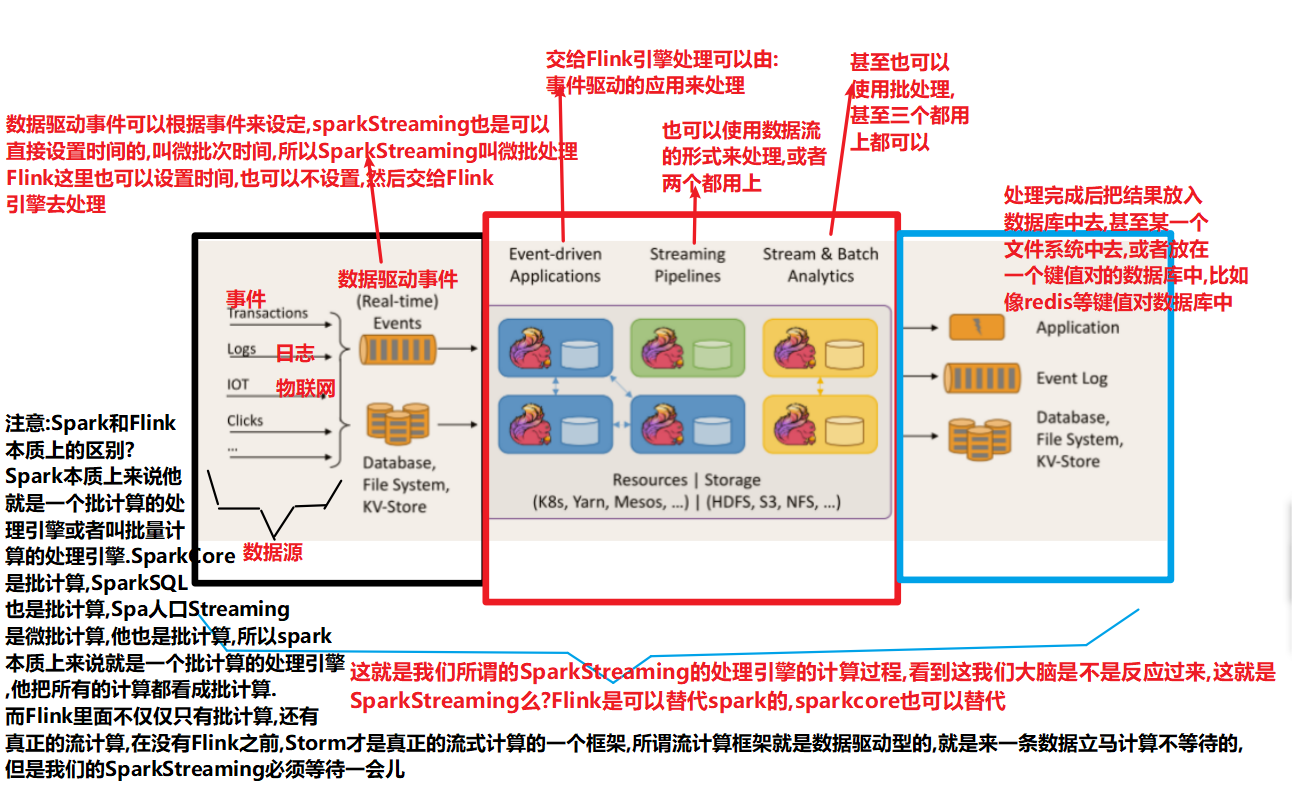 交给Flink引擎处理可以由:
事件驱动的应用来处理
甚至也可以
使用批处理,
甚至三个都用
上都可以
数据驱动事件可以根据事件来设定,sparkStreaming也是可以
直接设置时间的,叫微批次时间,所以SparkStreaming叫微批处理
Flink这里也可以设置时间,也可以不设置,然后交给Flink
引擎去处理
也可以使用数据流
的形式来处理,或者
两个都用上
处理完成后把结果放入
数据库中去,甚至某一个
文件系统中去,或者放在
一个键值对的数据库中,比如
像redis等键值对数据库中
事件
Transactions
Logs
日志
IOT
物联网
Clicks
...
数据源
数据驱动事件
(Real-time)
Events
Database,
File System,
KV-Store
Event-driven
Applications
Streaming
Pipelines
Stream & Batch
Analytics
Resources | Storage
(K8s, Yarn, Mesos, ...) | (HDFS, S3, NFS, ...)
Application
Event Log
Database,
File System,
KV-Store
注意:Spark和Flink
本质上的区别?
Spark本质上来说他
就是一个批计算的处
理引擎或者叫批量计
算的处理引擎.SparkCore
是批计算,SparkSQL
也是批计算,Spa人口Streaming
是微批计算,他也是批计算,所以spark
本质上来说就是一个批计算的处理引擎
,他把所有的计算都看成批计算.
而Flink里面不仅仅只有批计算,还有
真正的流计算,在没有Flink之前,Storm才是真正的流式计算的一个框架,所谓流计算框架就是数据驱动型的,就是来一条数据立马计算不等待的,
但是我们的SparkStreaming必须等待一会儿
这就是我们所谓的SparkStreaming的处理引擎的计算过程,看到这我们大脑是不是反应过来,这就是
SparkStreaming么?Flink是可以替代spark的,sparkcore也可以替代